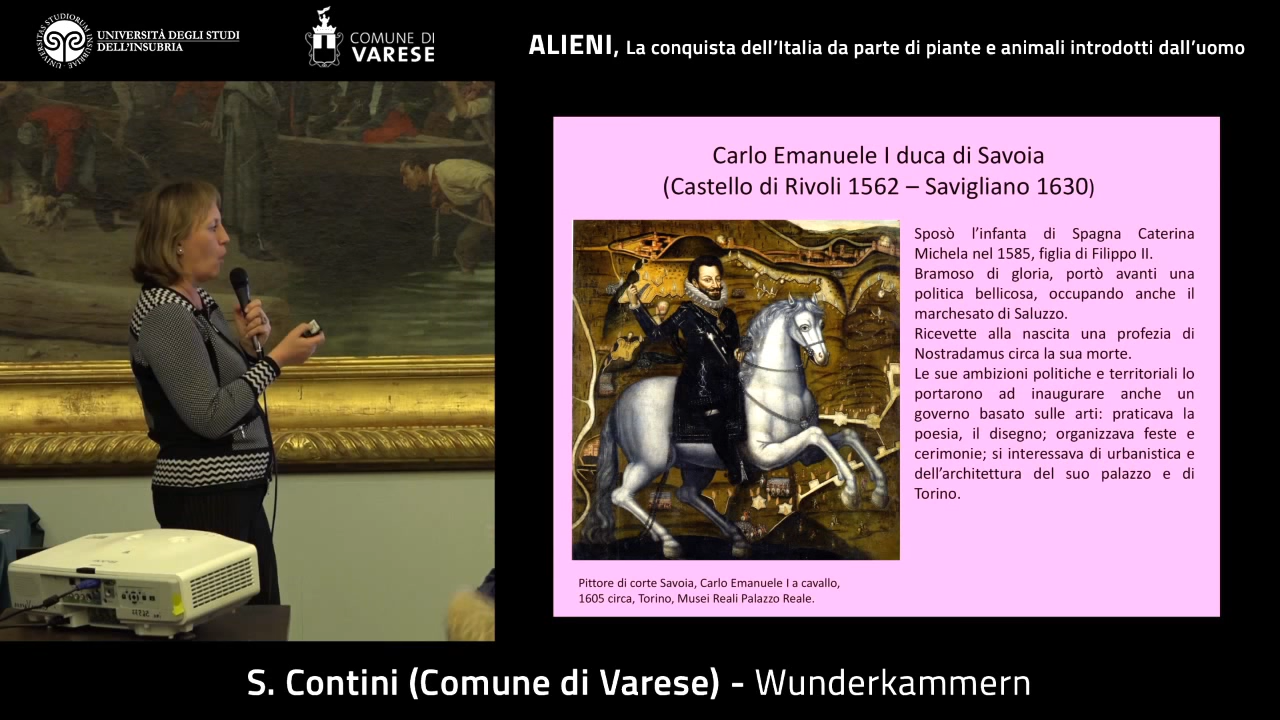 UNIVERSITÀ DEGLI STUDI
DELL'INSUBRIA
COMUNE DI
VARESE
ALIENI, La conquista dell'Italia da parte di piante e animali introdotti dall'uomo
Carlo Emanuele I duca di Savoia
(Castello di Rivoli 1562 – Savigliano 1630)
Sposò l'infanta di Spagna Caterina
Michela nel 1585, figlia di Filippo II.
Bramoso di gloria, portò avanti una
politica bellicosa, occupando anche il
marchesato di Saluzzo.
Ricevette alla nascita una profezia di
Nostradamus circa la sua morte.
Le sue ambizioni politiche e territoriali lo
portarono ad inaugurare anche un
governo basato sulle arti: praticava la
poesia, il disegno; organizzava feste e
cerimonie; si interessava di urbanistica e
dell'architettura del suo palazzo e di
Torino.
Pittore di corte Savoia, Carlo Emanuele I a cavallo,
1605 circa, Torino, Musei Reali Palazzo Reale.
S. Contini (Comune di Varese) - Wunderkammern